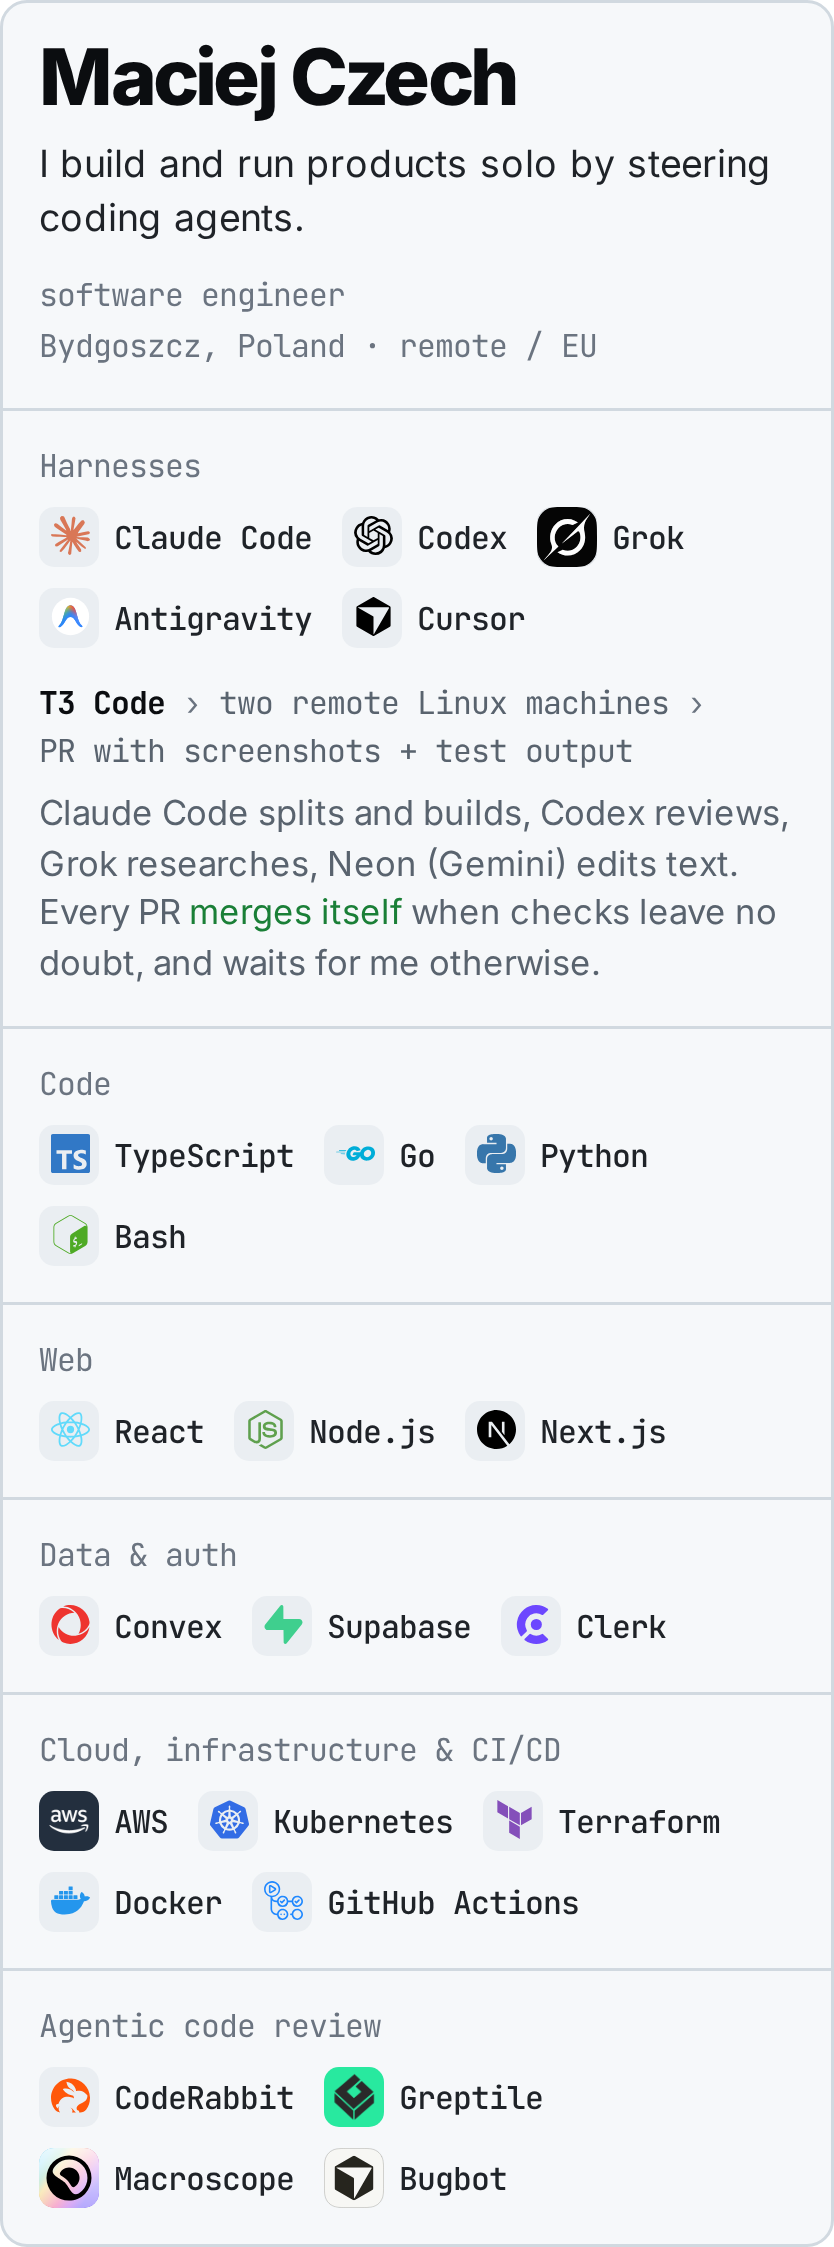 Maciej Czech
I build and run products solo by steering
coding agents.
software engineer
Bydgoszcz, Poland · remote / EU
Harnesses
Claude Code Codex Grok
Antigravity Cursor
T3 Code › two remote Linux machines ›
PR with screenshots + test output
Claude Code splits and builds, Codex reviews,
Grok researches, Neon (Gemini) edits text.
Every PR merges itself when checks leave no
doubt, and waits for me otherwise.
Code
TS TypeScript GO Go Python
$_ Bash
Web
React JS Node.js N Next.js
Data & auth
Convex Supabase Clerk
Cloud, infrastructure & CI/CD
aws AWS Kubernetes Terraform
Docker GitHub Actions
Agentic code review
CodeRabbit Greptile
Macroscope Bugbot